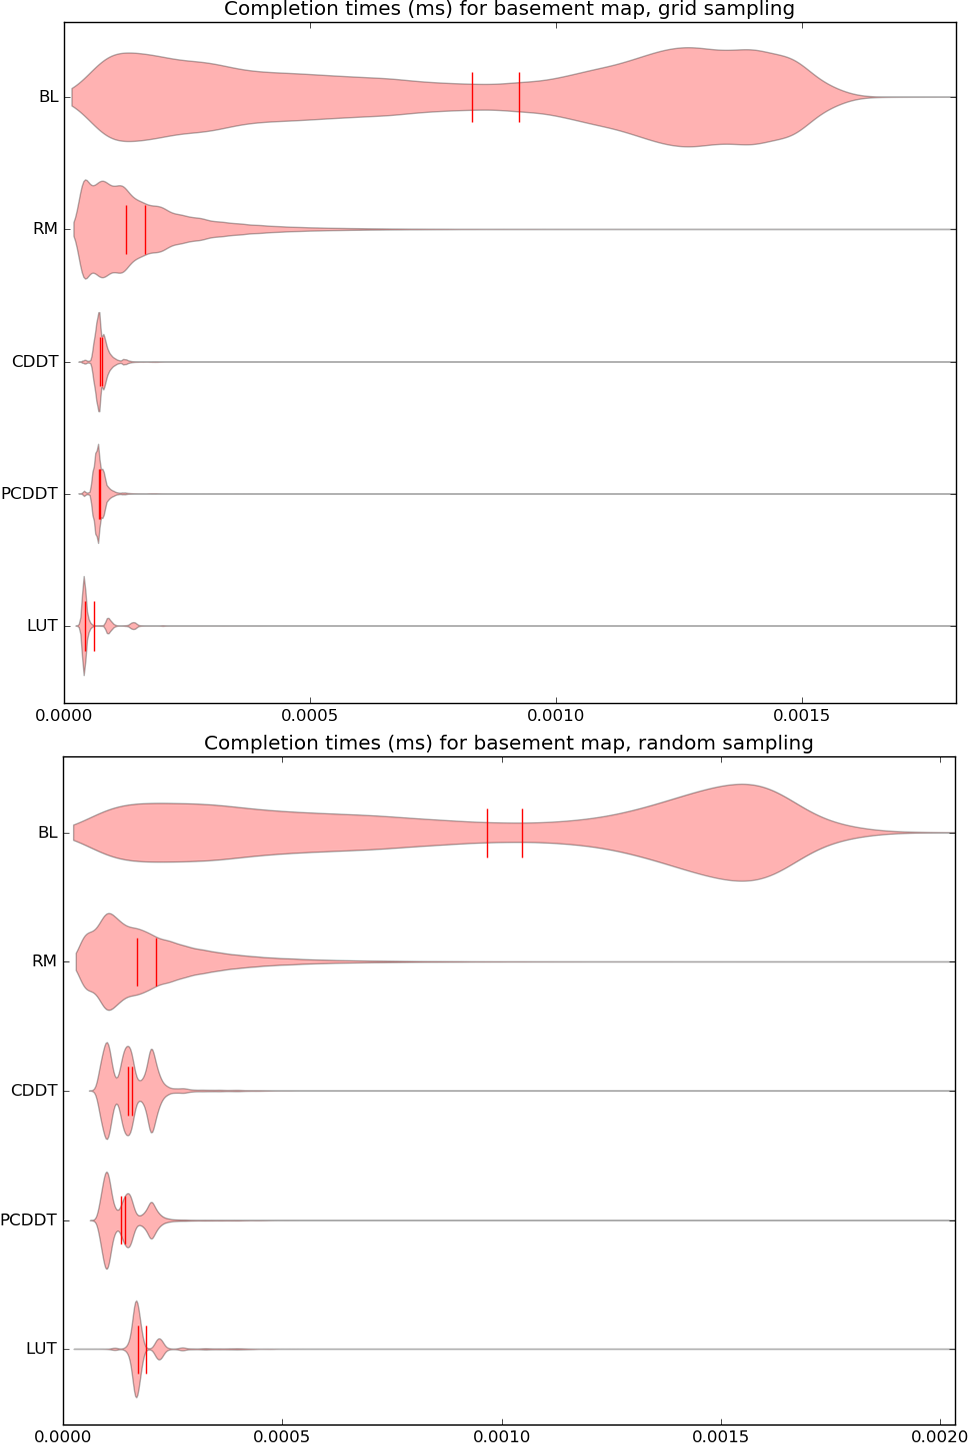 Completion times (ms) for basement map, grid sampling
BL
RM
CDDT
PCDDT
LUT
0.0000 0.0005 0.0010 0.0015
Completion times (ms) for basement map, random sampling
BL
RM
CDDT
PCDDT
LUT
0.0000 0.0005 0.0010 0.0015 0.0020